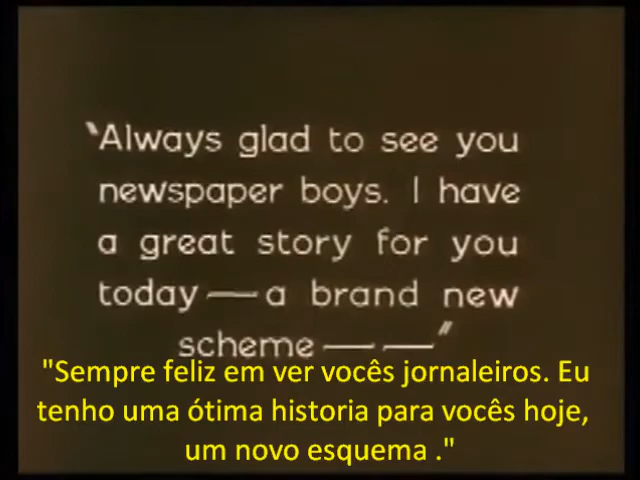 "Always glad to see you
newspaper boys. I have
a great story for you
today — a brand new
scheme — — "
"Sempre feliz em ver vocês jornaleiros. Eu
tenho uma ótima historia para vocês hoje,
um novo esquema ."